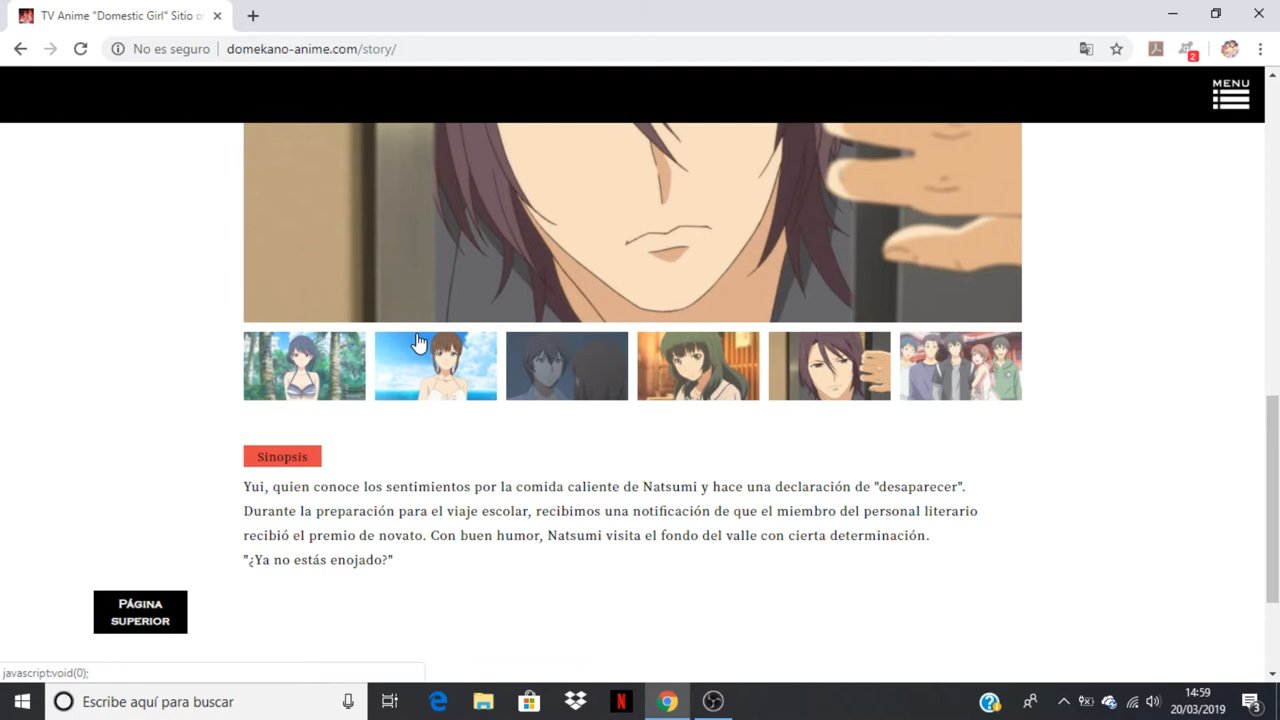 TV Anime "Domestic Girl" Sitio o
No es seguro
domekano-anime.com/story/
2
MENU
Sinopsis
Yui, quien conoce los sentimientos por la comida caliente de Natsumi y hace una declaración de "desaparecer".
Durante la preparación para el viaje escolar, recibimos una notificación de que el miembro del personal literario
recibió el premio de novato. Con buen humor, Natsumi visita el fondo del valle con cierta determinación.
"¿Ya no estás enojado?"
Página
superior
javascript:void(0);
Escribe aquí para buscar
14:59
20/03/2019
3